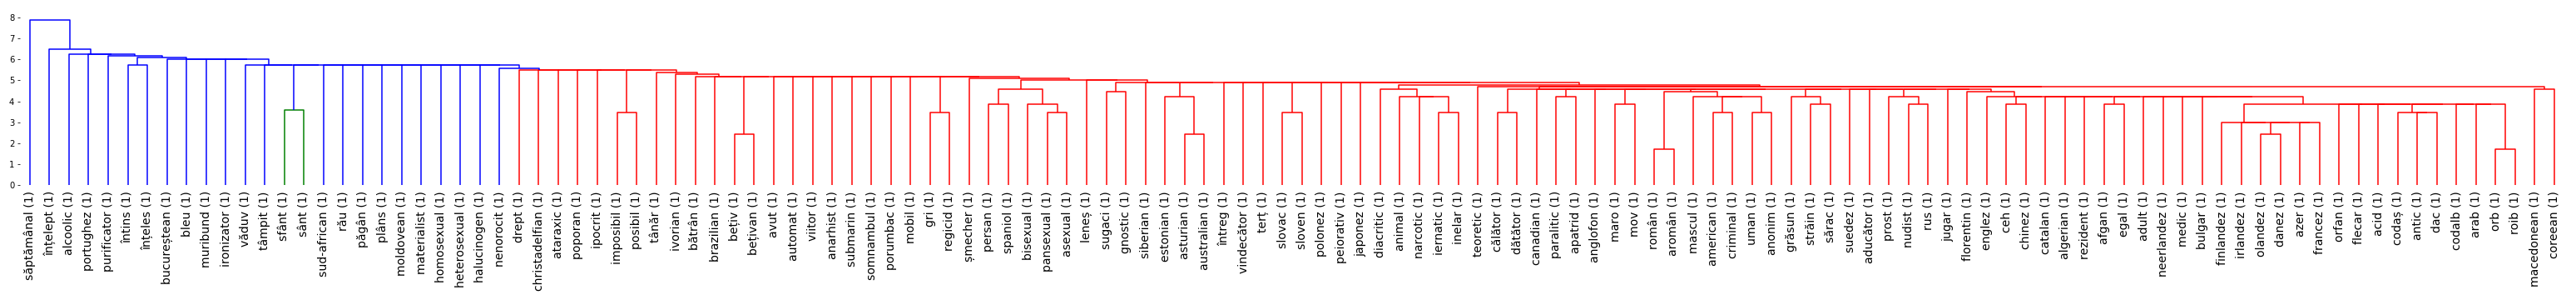 8
7
6
5
4
3
2
1
0
săptămânal (1)
înțelept (1)
alcoolic (1)
portughez (1)
purificator (1)
întins (1)
înțeles (1)
bucureștean (1)
bleu (1)
muribund (1)
ironizator (1)
văduv (1)
tâmpit (1)
sfânt (1)
sânt (1)
sud-african (1)
rău (1)
păgân (1)
plâns (1)
moldovean (1)
materialist (1)
homosexual (1)
heterosexual (1)
halucinogen (1)
nenorocit (1)
drept (1)
christadelfian (1)
ataraxic (1)
poporan (1)
ipocrit (1)
imposibil (1)
posibil (1)
tânăr (1)
ivorian (1)
bătrân (1)
brazilian (1)
bețiv (1)
bețivan (1)
avut (1)
automat (1)
viitor (1)
anarhist (1)
submarin (1)
somnambul (1)
porumbac (1)
mobil (1)
gri (1)
regicid (1)
șmecher (1)
persan (1)
spaniol (1)
bisexual (1)
pansexual (1)
asexual (1)
leneș (1)
sugaci (1)
gnostic (1)
siberian (1)
estonian (1)
asturian (1)
australian (1)
întreg (1)
vindecător (1)
terț (1)
slovac (1)
sloven (1)
polonez (1)
peiorativ (1)
japonez (1)
diacritic (1)
animal (1)
narcotic (1)
iernatic (1)
inelar (1)
teoretic (1)
călător (1)
dătător (1)
canadian (1)
paralitic (1)
apatrid (1)
anglofon (1)
maro (1)
mov (1)
român (1)
aromân (1)
mascul (1)
american (1)
criminal (1)
uman (1)
anonim (1)
grăsun (1)
străin (1)
sărac (1)
suedez (1)
aducător (1)
prost (1)
nudist (1)
rus (1)
jugar (1)
florentin (1)
englez (1)
ceh (1)
chinez (1)
catalan (1)
algerian (1)
rezident (1)
afgan (1)
egal (1)
adult (1)
neerlandez (1)
medic (1)
bulgar (1)
finlandez (1)
irlandez (1)
olandez (1)
danez (1)
azer (1)
francez (1)
orfan (1)
flecar (1)
acid (1)
codaș (1)
antic (1)
dac (1)
codalb (1)
arab (1)
orb (1)
roib (1)
macedonean (1)
coreean (1)